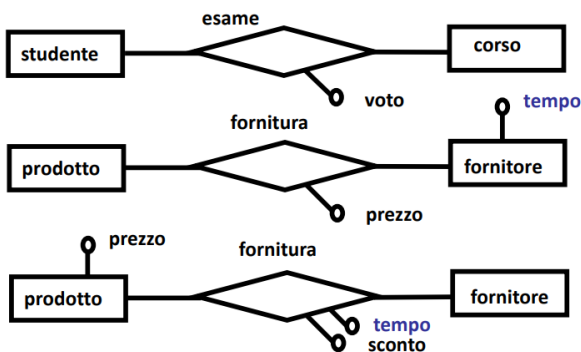 esame
studente
corso
voto
tempo
fornitura
prodotto
fornitore
prezzo
prezzo
fornitura
prodotto
fornitore
tempo
sconto